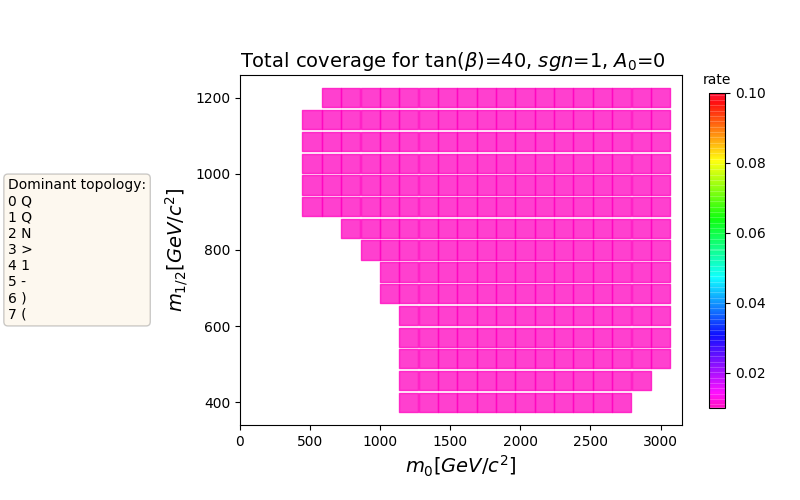 Total coverage for tan(β)=40, sgn=1, A₀=0
rate
Dominant topology:
0 Q
1 Q
2 N
3 >
4 1
5 -
6 )
7 (
m₁/₂[GeV/c²]
1200
1000
800
600
400
0 500 1000 1500 2000 2500 3000
m₀[GeV/c²]
0.10
0.08
0.06
0.04
0.02